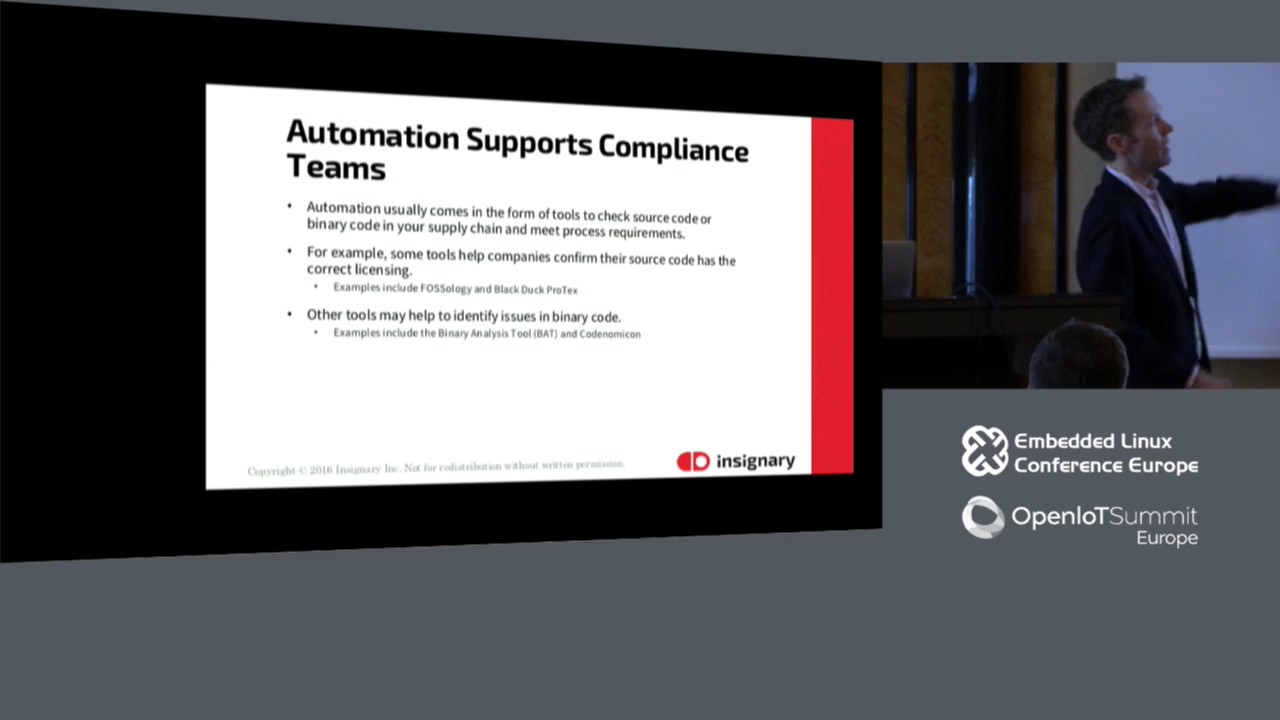 Automation Supports Compliance
Teams
• Automation usually comes in the form of tools to check source code or
binary code in your supply chain and meet process requirements.
• For example, some tools help companies confirm their source code has the
correct licensing.
• Examples include FOSSology and Black Duck ProTex
• Other tools may help to identify issues in binary code.
• Examples include the Binary Analysis Tool (BAT) and Codenomicon
Copyright © 2016 Insignary Inc. Not for redistribution without written permission.
insignary
Embedded Linux
Conference Europe
OpenIoTSummit
Europe